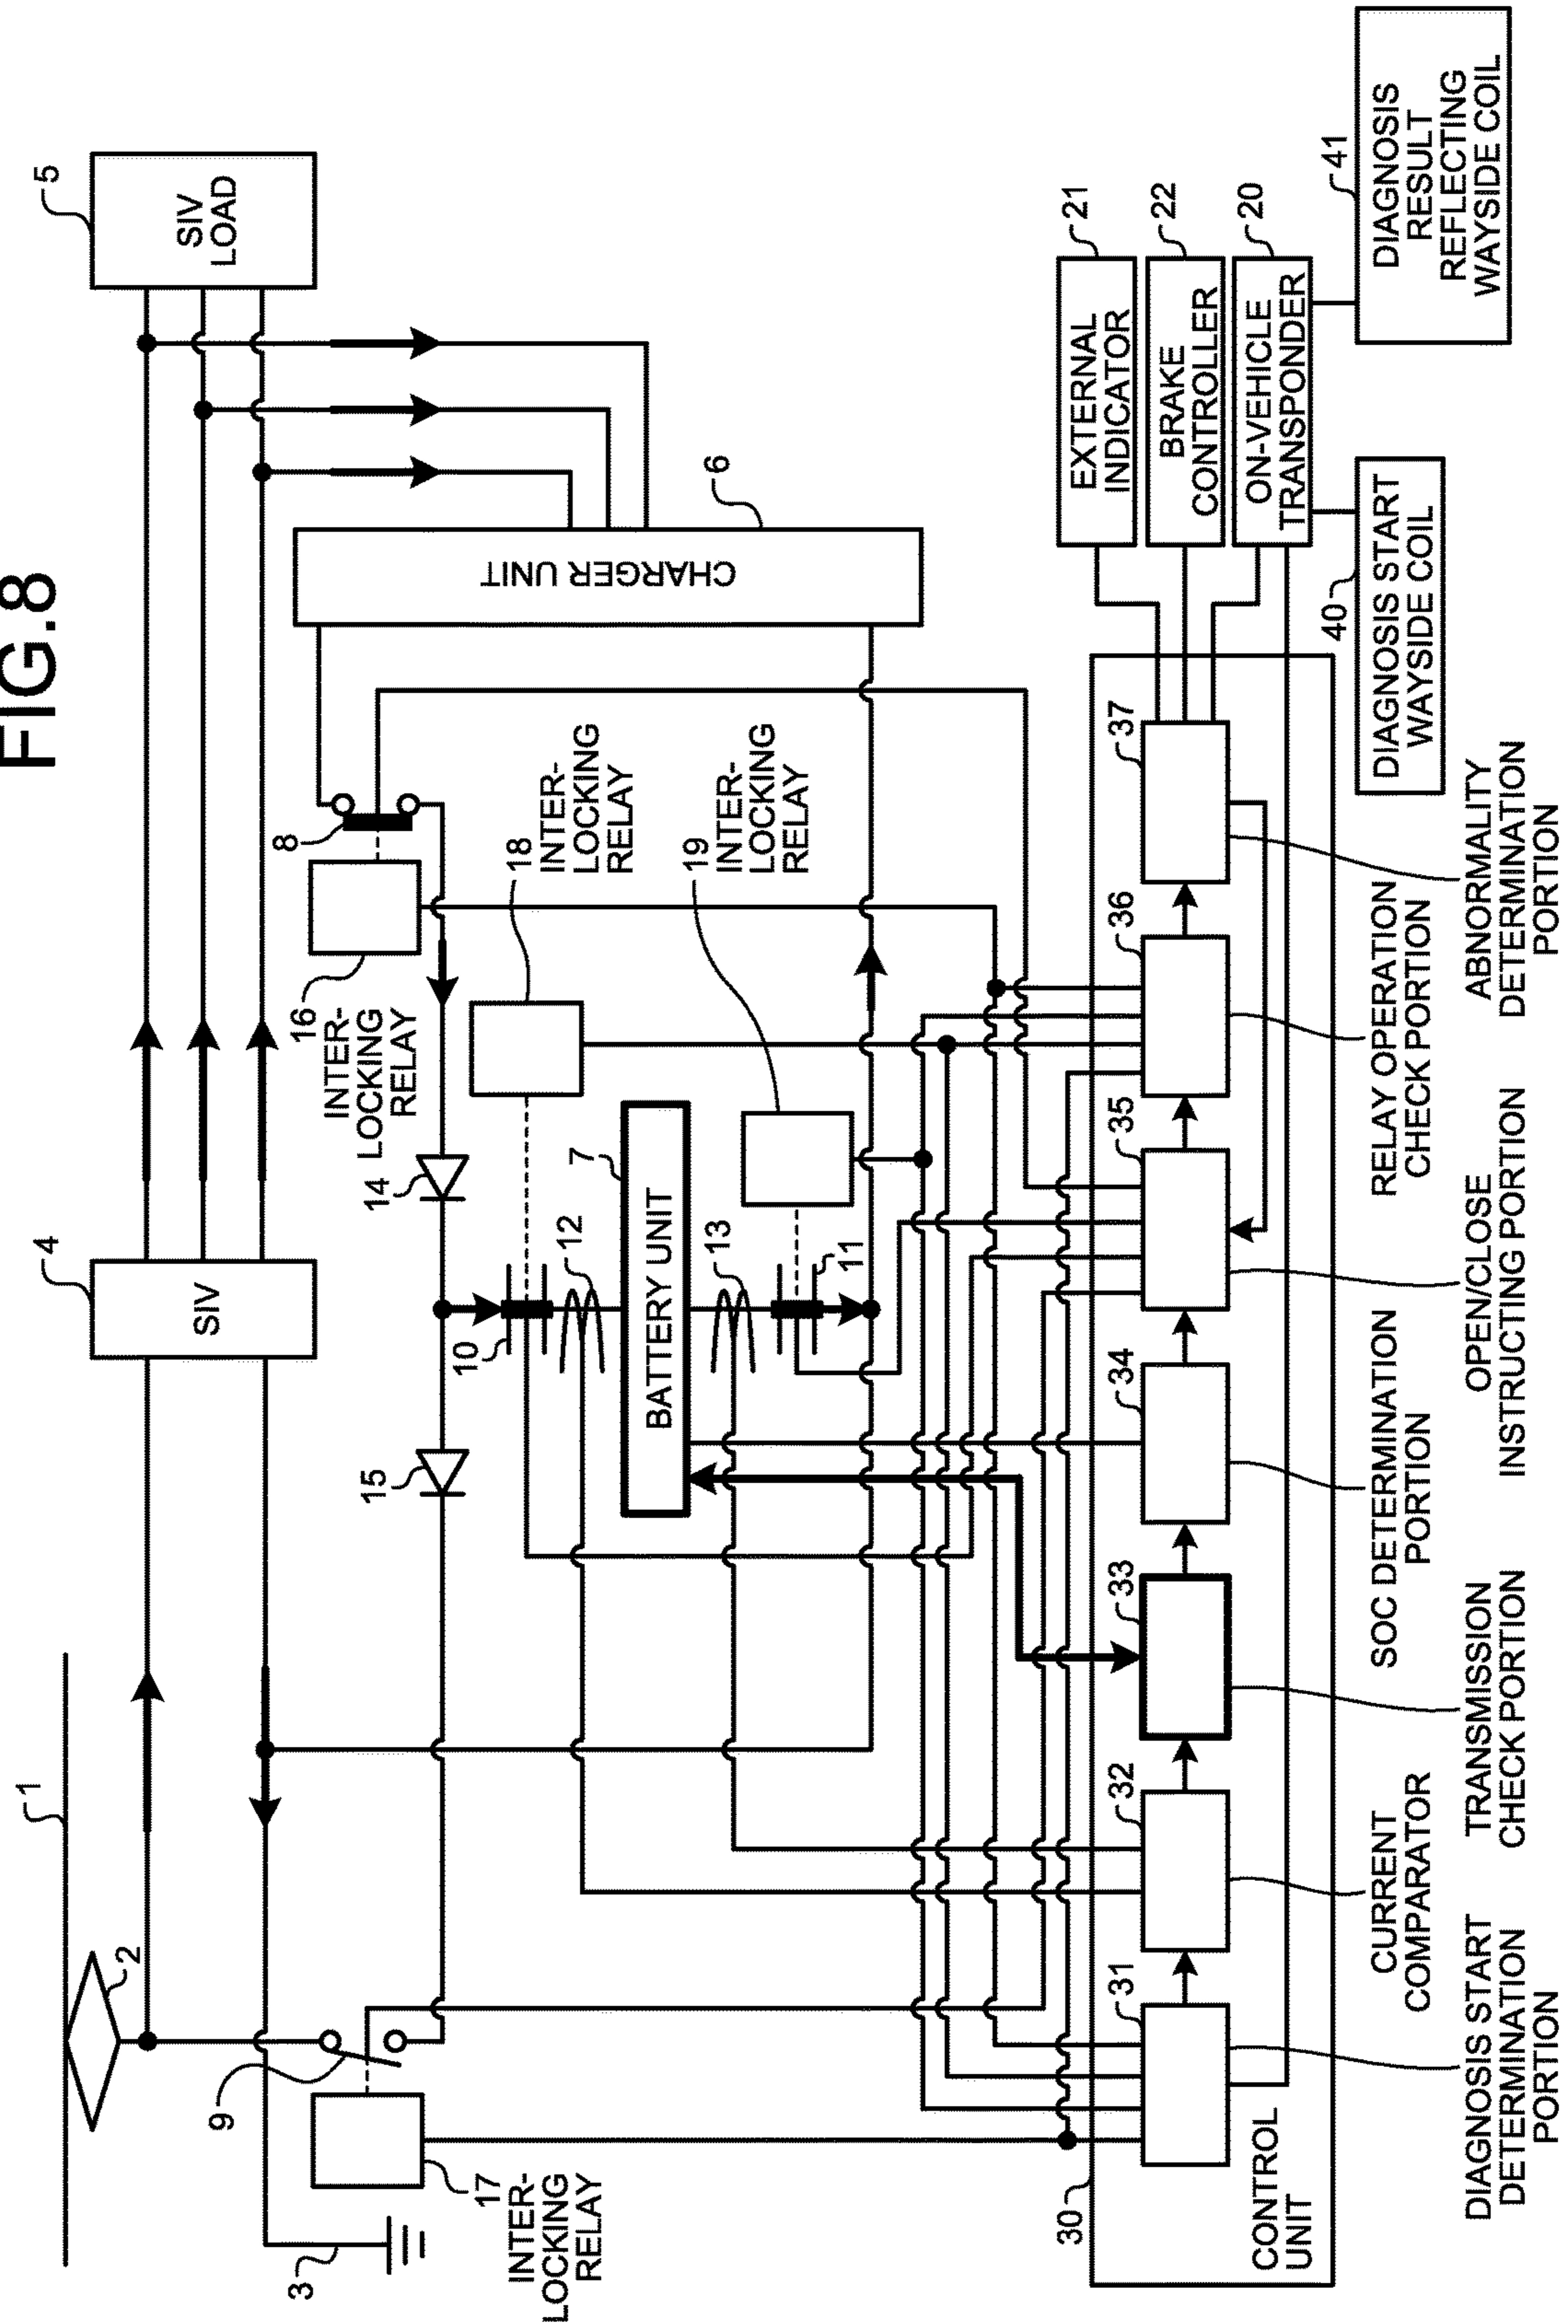 FIG.8
1
2
3
4
SIV
5
SIV
LOAD
6
CHARGER UNIT
8
16
INTER-
LOCKING
RELAY
18
INTER-
LOCKING
RELAY
19
INTER-
LOCKING
RELAY
14
15
10
12
7
BATTERY UNIT
13
11
9
17
INTER-
LOCKING
RELAY
21
EXTERNAL
INDICATOR
22
BRAKE
CONTROLLER
20
ON-VEHICLE
TRANSPONDER
40
DIAGNOSIS START
WAYSIDE COIL
41
DIAGNOSIS
RESULT
REFLECTING
WAYSIDE COIL
30
CONTROL
UNIT
31
32
33
34
35
36
37
DIAGNOSIS START
DETERMINATION
PORTION
CURRENT
COMPARATOR
TRANSMISSION
CHECK PORTION
SOC DETERMINATION
PORTION
OPEN/CLOSE
INSTRUCTING PORTION
RELAY OPERATION
CHECK PORTION
ABNORMALITY
DETERMINATION
PORTION